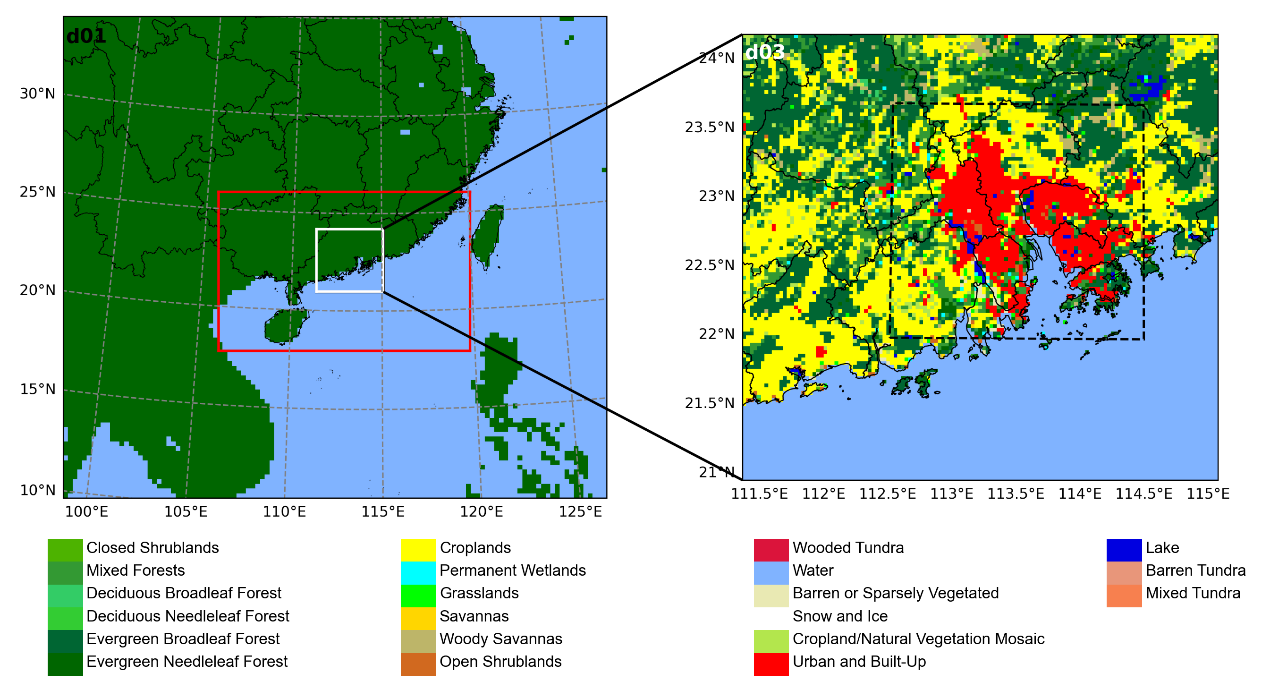 d01
30°N
25°N
20°N
15°N
10°N
100°E 105°E 110°E 115°E 120°E 125°E
d03
24°N
23.5°N
23°N
22.5°N
22°N
21.5°N
21°N
111.5°E 112°E 112.5°E 113°E 113.5°E 114°E 114.5°E 115°E
Closed Shrublands
Mixed Forests
Deciduous Broadleaf Forest
Deciduous Needleleaf Forest
Evergreen Broadleaf Forest
Evergreen Needleleaf Forest
Croplands
Permanent Wetlands
Grasslands
Savannas
Woody Savannas
Open Shrublands
Wooded Tundra
Water
Barren or Sparsely Vegetated
Snow and Ice
Cropland/Natural Vegetation Mosaic
Urban and Built-Up
Lake
Barren Tundra
Mixed Tundra